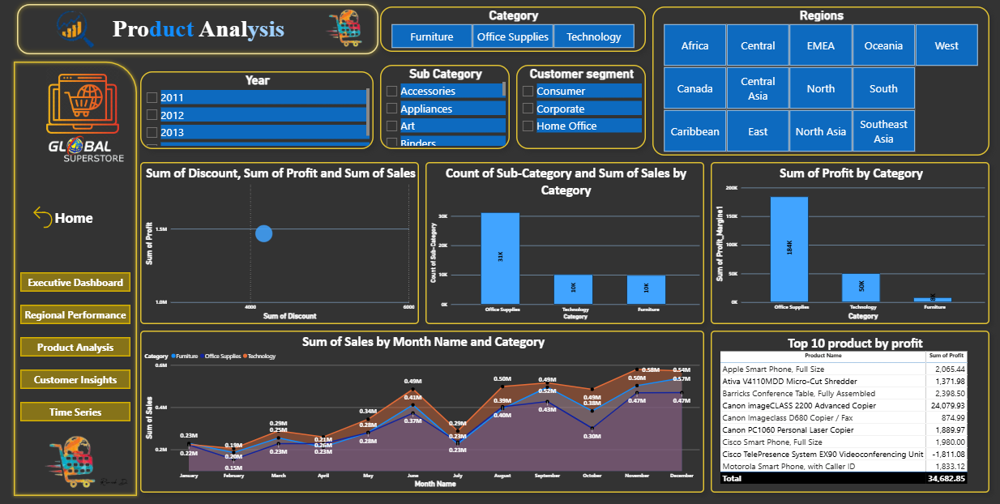 Product Analysis
Category
Furniture
Office Supplies
Technology
Regions
Africa
Central
EMEA
Oceania
West
Canada
Central
Asia
North
South
Caribbean
East
North Asia
Southeast
Asia
GLOBAL
SUPERSTORE
Home
Executive Dashboard
Regional Performance
Product Analysis
Customer Insights
Time Series
Year
2011
2012
2013
Sub Category
Accessories
Appliances
Art
Binders
Customer segment
Consumer
Corporate
Home Office
Sum of Discount, Sum of Profit and Sum of Sales
Sum of Profit
1.5M
1.0M
4000
6000
Sum of Discount
Count of Sub-Category and Sum of Sales by
Category
Count of Sub-Category
30K
20K
10K
0K
31K
10K
10K
Office Supplies
Technology
Furniture
Category
Sum of Profit by Category
Sum of Profit_Margine1
200K
150K
100K
50K
0K
184K
50K
8K
Office Supplies
Technology
Furniture
Category
Sum of Sales by Month Name and Category
Category Furniture Office Supplies Technology
Sum of Sales
0.6M
0.4M
0.2M
0.23M
0.22M
0.19M
0.20M
0.15M
0.29M
0.25M
0.23M
0.21M
0.26M
0.23M
0.34M
0.28M
0.28M
0.49M
0.41M
0.37M
0.29M
0.23M
0.23M
0.50M
0.39M
0.40M
0.49M
0.52M
0.43M
0.49M
0.38M
0.30M
0.58M
0.50M
0.47M
0.54M
0.57M
0.47M
January
February
March
April
May
June
July
August
September
October
November
December
Month Name
Top 10 product by profit
Product Name Sum of Profit
Apple Smart Phone, Full Size 2,065.44
Ativa V4110MDD Micro-Cut Shredder 1,371.98
Barricks Conference Table, Fully Assembled 2,398.50
Canon imageCLASS 2200 Advanced Copier 24,079.93
Canon Imageclass D680 Copier / Fax 874.99
Canon PC1060 Personal Laser Copier 1,889.97
Cisco Smart Phone, Full Size 1,980.00
Cisco TelePresence System EX90 Videoconferencing Unit -1,811.08
Motorola Smart Phone, with Caller ID 1,833.12
Total 34,682.85